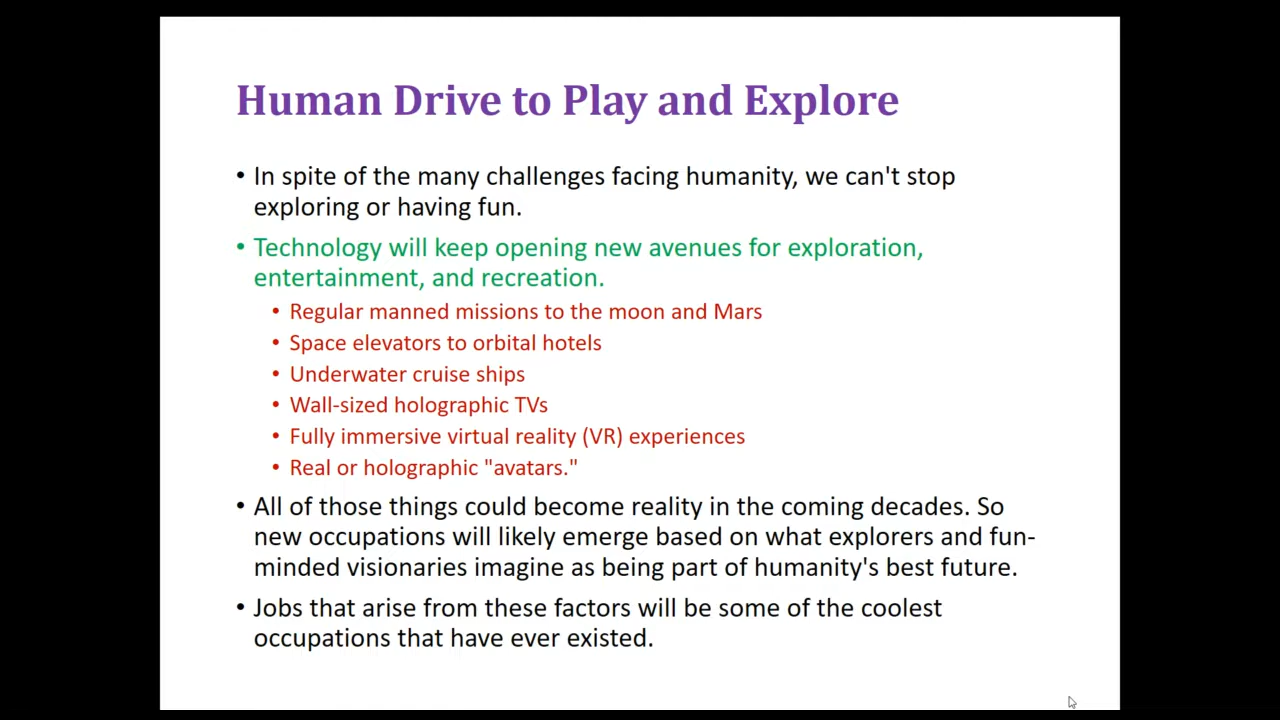 Human Drive to Play and Explore
• In spite of the many challenges facing humanity, we can't stop
exploring or having fun.
• Technology will keep opening new avenues for exploration,
entertainment, and recreation.
• Regular manned missions to the moon and Mars
• Space elevators to orbital hotels
• Underwater cruise ships
• Wall-sized holographic TVs
• Fully immersive virtual reality (VR) experiences
• Real or holographic "avatars."
• All of those things could become reality in the coming decades. So
new occupations will likely emerge based on what explorers and fun-
minded visionaries imagine as being part of humanity's best future.
• Jobs that arise from these factors will be some of the coolest
occupations that have ever existed.